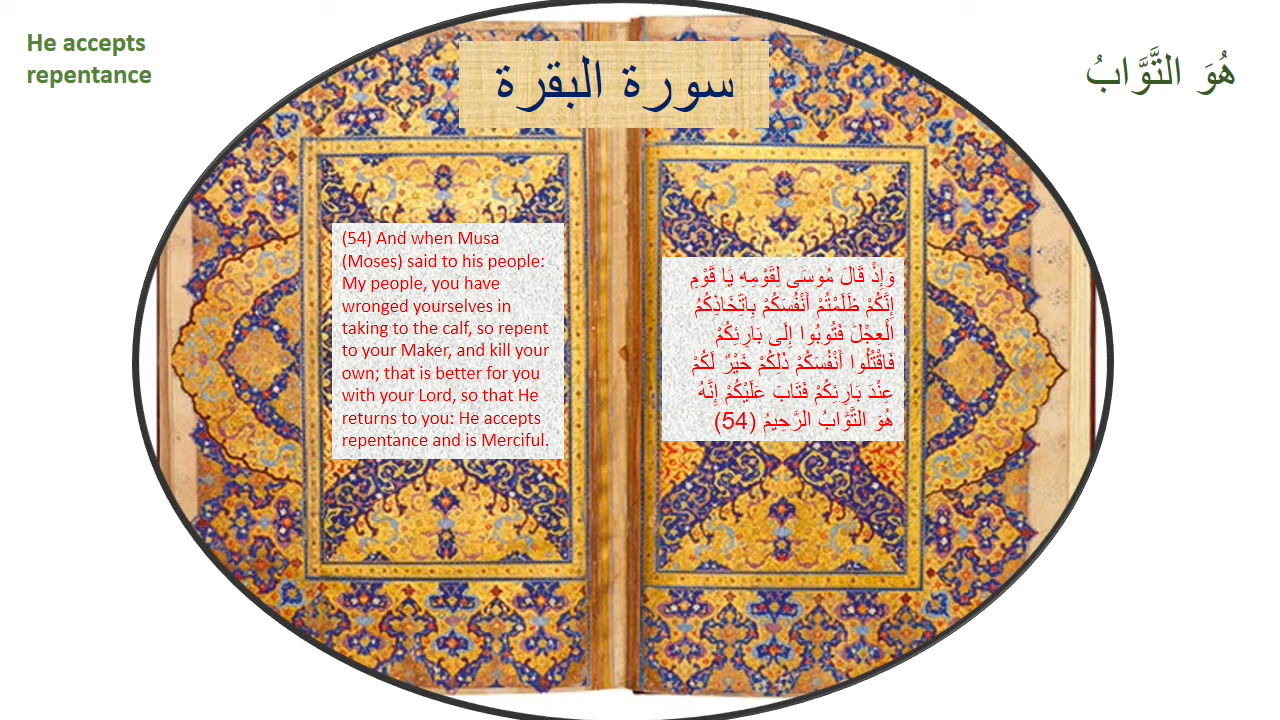 He accepts
repentance
هُوَ التَّوَّابُ
سورة البقرة
(54) And when Musa
(Moses) said to his people:
My people, you have
wronged yourselves in
taking to the calf, so repent
to your Maker, and kill your
own; that is better for you
with your Lord, so that He
returns to you: He accepts
repentance and is Merciful.
وَإِذْ قَالَ مُوسَى لِقَوْمِهِ يَا قَوْمِ
إِنَّكُمْ ظَلَمْتُمْ أَنْفُسَكُمْ بِاتِّخَاذِكُمُ
الْعِجْلَ فَتُوبُوا إِلَى بَارِئِكُمْ
فَاقْتُلُوا أَنْفُسَكُمْ ذَلِكُمْ خَيْرٌ لَكُمْ
عِنْدَ بَارِئِكُمْ فَتَابَ عَلَيْكُمْ إِنَّهُ
هُوَ التَّوَّابُ الرَّحِيمُ (54)